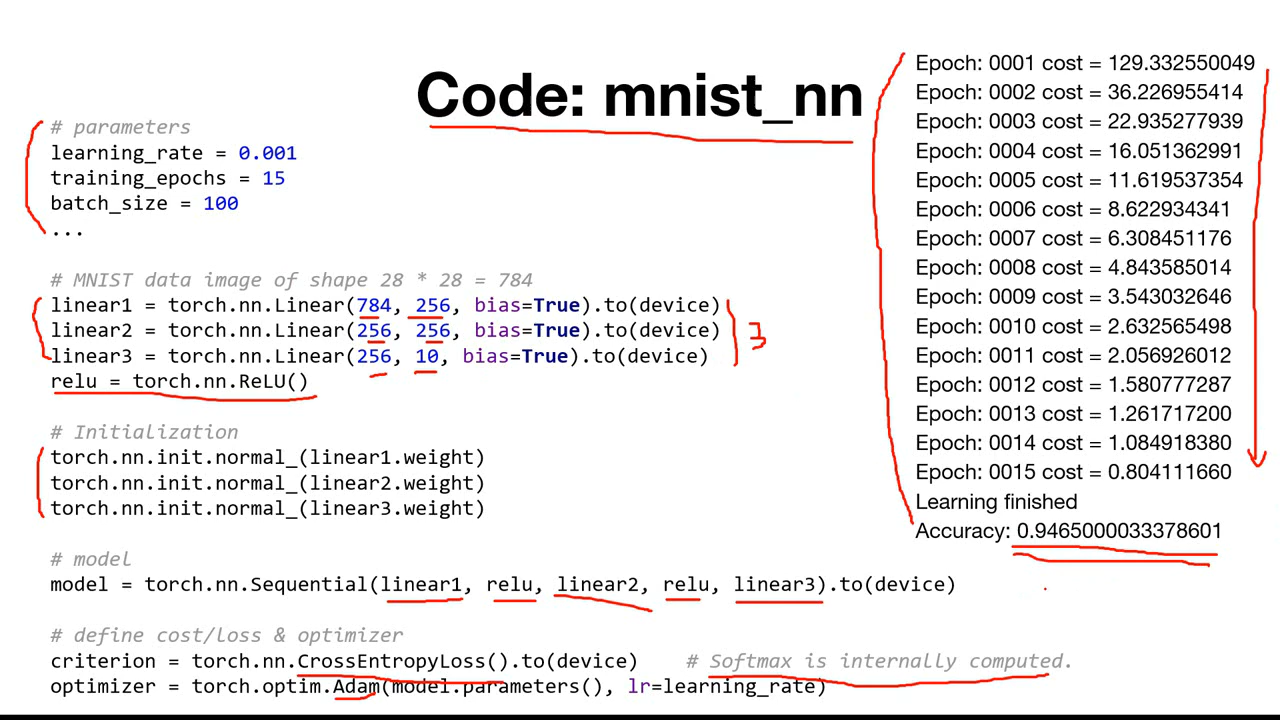 Code: mnist_nn
# parameters
learning_rate = 0.001
training_epochs = 15
batch_size = 100
...
# MNIST data image of shape 28 * 28 = 784
linear1 = torch.nn.Linear(784, 256, bias=True).to(device)
linear2 = torch.nn.Linear(256, 256, bias=True).to(device)
linear3 = torch.nn.Linear(256, 10, bias=True).to(device)
relu = torch.nn.ReLU()
3
# Initialization
torch.nn.init.normal_(linear1.weight)
torch.nn.init.normal_(linear2.weight)
torch.nn.init.normal_(linear3.weight)
# model
model = torch.nn.Sequential(linear1, relu, linear2, relu, linear3).to(device)
# define cost/loss & optimizer
criterion = torch.nn.CrossEntropyLoss().to(device)    # Softmax is internally computed.
optimizer = torch.optim.Adam(model.parameters(), lr=learning_rate)
Epoch: 0001 cost = 129.332550049
Epoch: 0002 cost = 36.226955414
Epoch: 0003 cost = 22.935277939
Epoch: 0004 cost = 16.051362991
Epoch: 0005 cost = 11.619537354
Epoch: 0006 cost = 8.622934341
Epoch: 0007 cost = 6.308451176
Epoch: 0008 cost = 4.843585014
Epoch: 0009 cost = 3.543032646
Epoch: 0010 cost = 2.632565498
Epoch: 0011 cost = 2.056926012
Epoch: 0012 cost = 1.580777287
Epoch: 0013 cost = 1.261717200
Epoch: 0014 cost = 1.084918380
Epoch: 0015 cost = 0.804111660
Learning finished
Accuracy: 0.9465000033378601